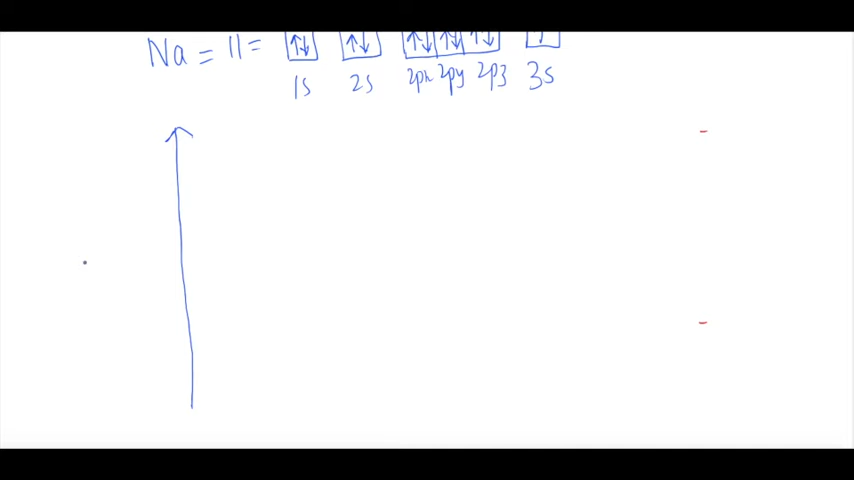 Na = 11 = ↑↓ ↑↓ ↑↓ ↑↓ ↑↓ ↑
1s 2s 2px 2py 2pz 3s